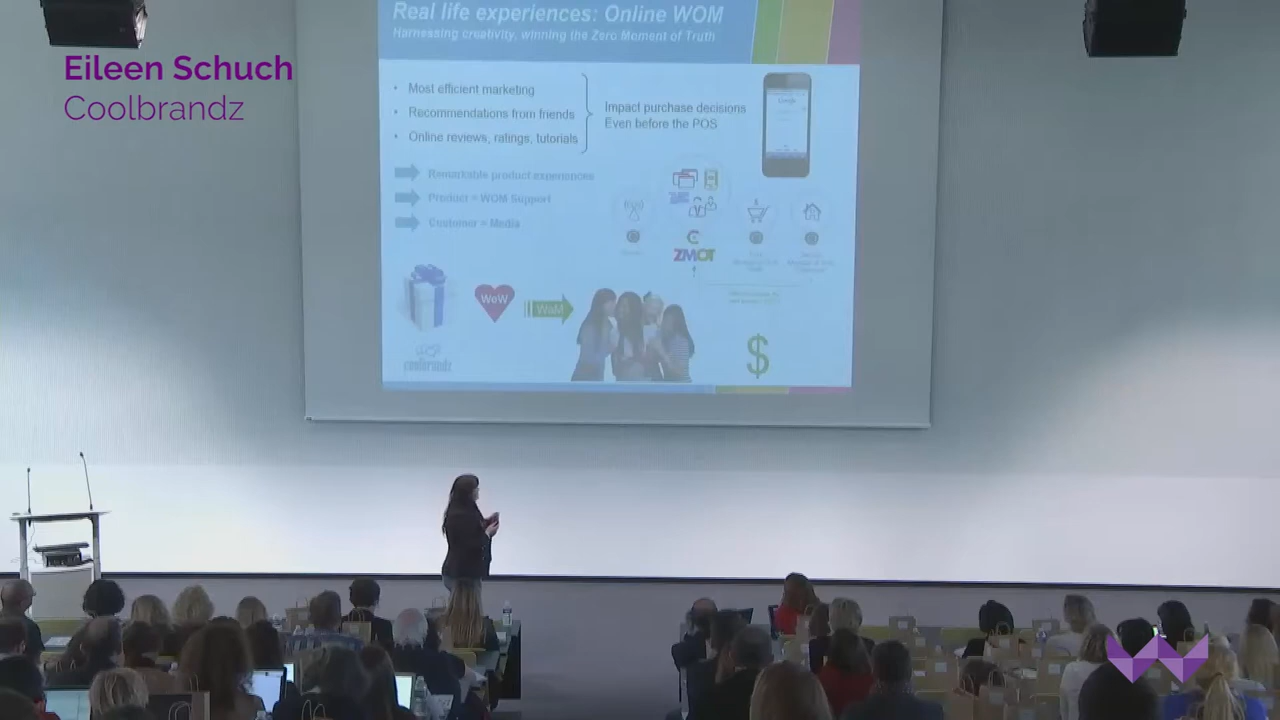 Real life experiences: Online WOM
Harnessing creativity, winning the Zero Moment of Truth
Eileen Schuch
Coolbrandz
• Most efficient marketing
• Recommendations from friends
• Online reviews, ratings, tutorials
Impact purchase decisions
Even before the POS
Google
Remarkable product experiences
Product = WOM Support
Customer = Media
ZMOT
WoW
WoM
coolbrandz
$